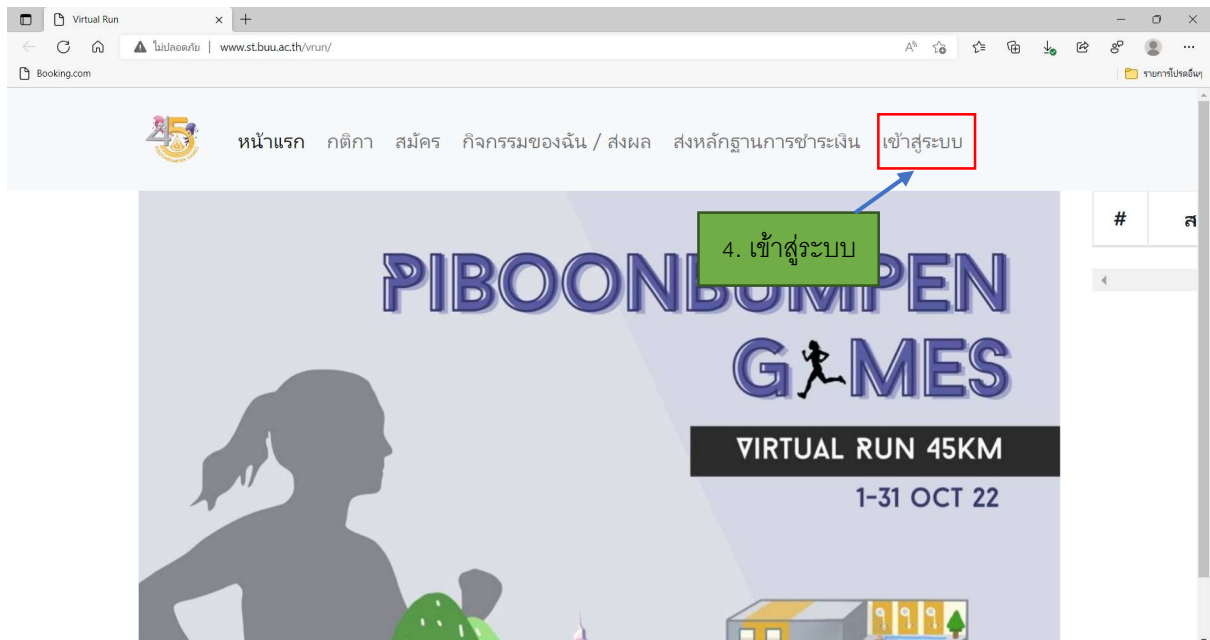 Virtual Run
ไม่ปลอดภัย | www.st.buu.ac.th/vrun/
Booking.com
รายการโปรดอื่นๆ
45
หน้าแรก กติกา สมัคร กิจกรรมของฉัน / ส่งผล ส่งหลักฐานการชำระเงิน เข้าสู่ระบบ
# ส
4. เข้าสู่ระบบ
PIBOONBUMPEN
GAMES
VIRTUAL RUN 45KM
1-31 OCT 22